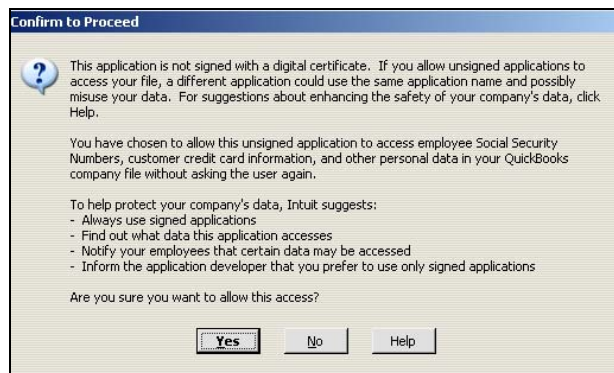 Confirm to Proceed
This application is not signed with a digital certificate.  If you allow unsigned applications to
access your file, a different application could use the same application name and possibly
misuse your data.  For suggestions about enhancing the safety of your company's data, click
Help.
You have chosen to allow this unsigned application to access employee Social Security
Numbers, customer credit card information, and other personal data in your QuickBooks
company file without asking the user again.
To help protect your company's data, Intuit suggests:
- Always use signed applications
- Find out what data this application accesses
- Notify your employees that certain data may be accessed
- Inform the application developer that you prefer to use only signed applications
Are you sure you want to allow this access?
Yes No Help